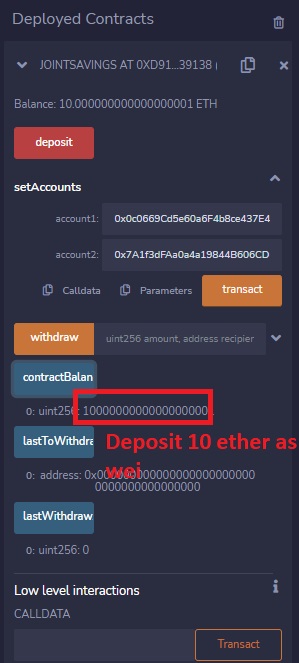 Deployed Contracts
JOINTSAVINGS AT 0XD91...39138 (
Balance: 10.000000000000000001 ETH
deposit
setAccounts
account1: 0x0c0669Cd5e60a6F4b8ce437E4
account2: 0x7A1f3dFAa0a4a19844B606CD
Calldata Parameters transact
withdraw uint256 amount, address recipier
contractBalan
0: uint256: 10000000000000000001
lastToWithdra
Deposit 10 ether as
wei
0: address:
lastWithdraw
0: uint256: 0
Low level interactions
CALLDATA
Transact